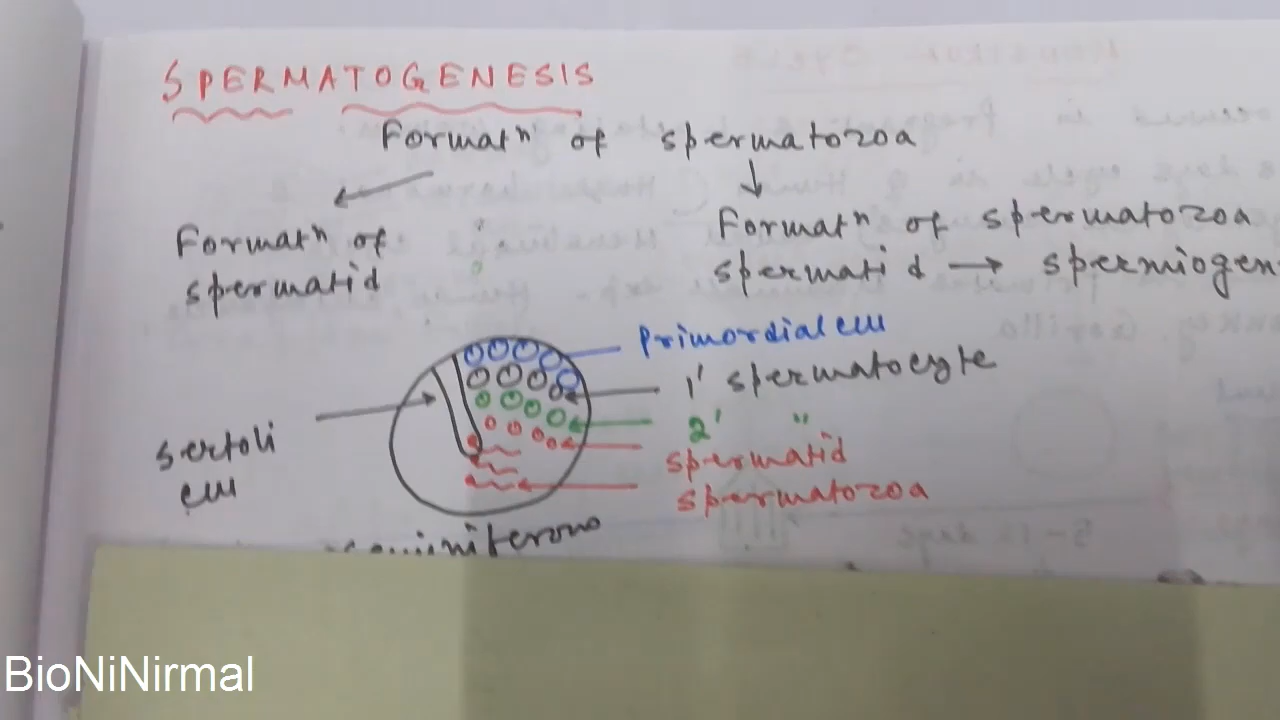 SPERMATOGENESIS
Formatⁿ of spermatozoa
Formatⁿ of
spermatid
Formatⁿ of spermatozoa
spermatid → spermiogen
Primordial cell
1' spermatocyte
2' "
spermatid
spermatozoa
sertoli
cell
BioNiNirmal